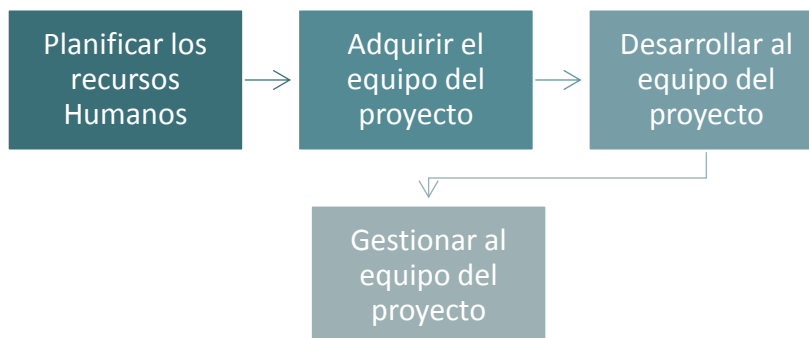 Planificar los
recursos
Humanos
Adquirir el
equipo del
proyecto
Desarrollar al
equipo del
proyecto
Gestionar al
equipo del
proyecto